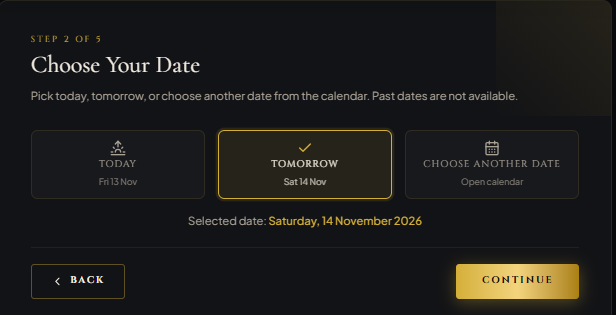 STEP 2 OF 5
Choose Your Date
Pick today, tomorrow, or choose another date from the calendar. Past dates are not available.
TODAY
Fri 13 Nov
TOMORROW
Sat 14 Nov
CHOOSE ANOTHER DATE
Open calendar
Selected date: Saturday, 14 November 2026
BACK
CONTINUE